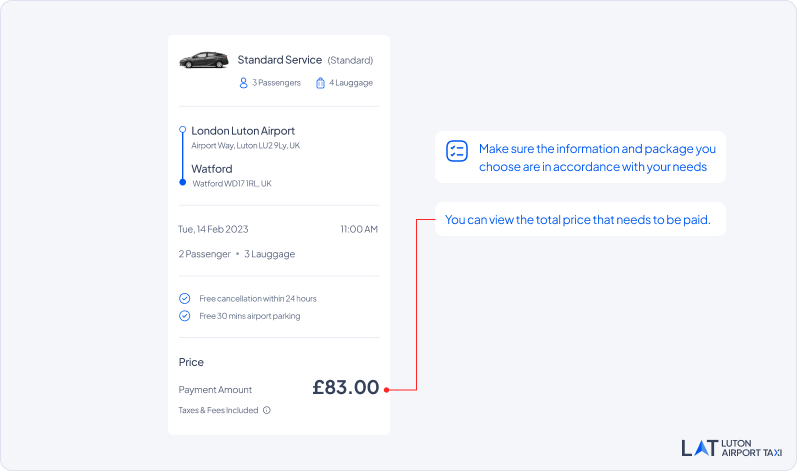 Standard Service (Standard)
3 Passengers 4 Lauggage
London Luton Airport
Airport Way, Luton LU2 9Ly, UK
Watford
Watford WD17 1RL, UK
Tue, 14 Feb 2023 11:00 AM
2 Passenger • 3 Lauggage
Free cancellation within 24 hours
Free 30 mins airport parking
Price
Payment Amount £83.00
Taxes & Fees Included
Make sure the information and package you
choose are in accordance with your needs
You can view the total price that needs to be paid.
LAT LUTON
AIRPORT TAXI